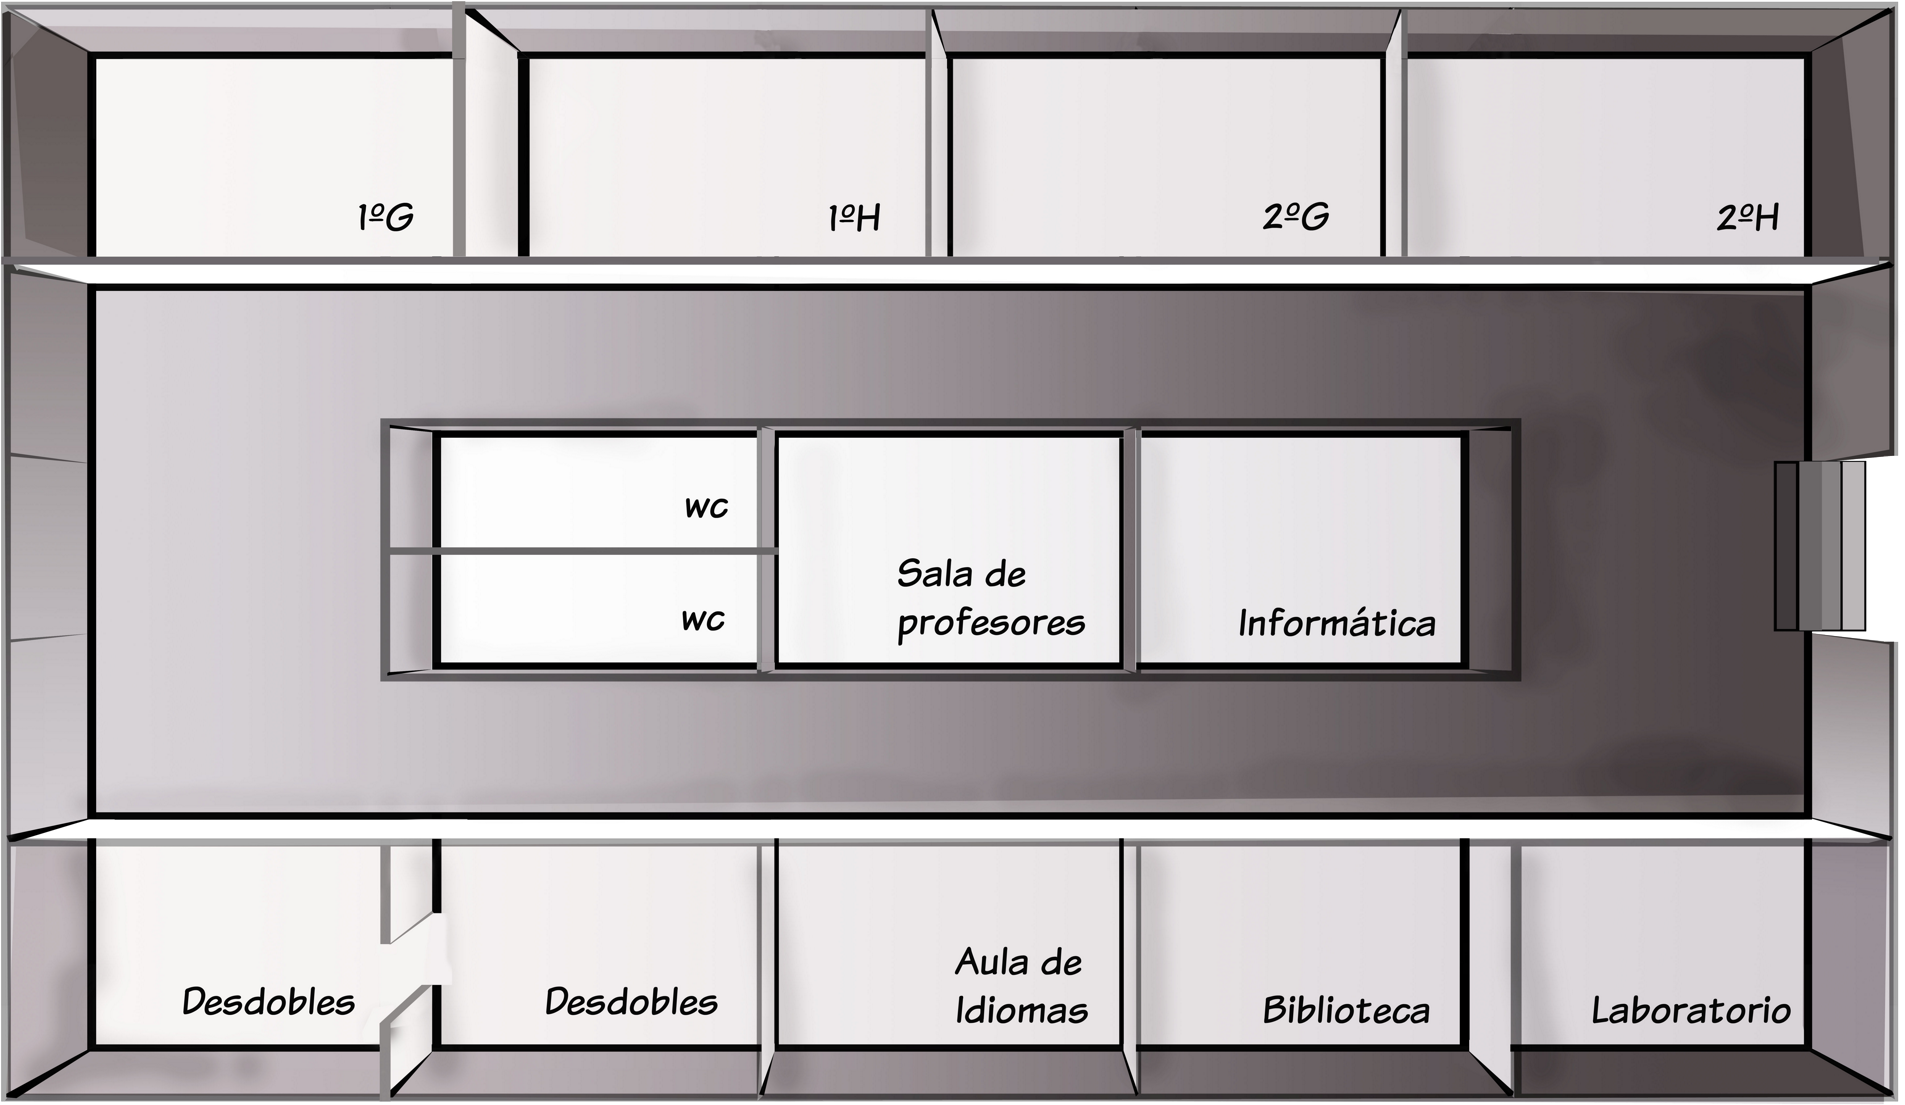 1ºG
1ºH
2ºG
2ºH
wc
wc
Sala de
profesores
Informática
Desdobles
Desdobles
Aula de
Idiomas
Biblioteca
Laboratorio